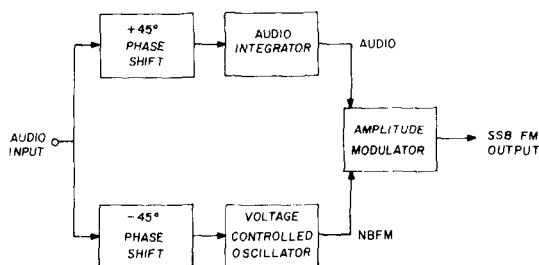 +45°
PHASE
SHIFT
AUDIO
INTEGRATOR
AUDIO
AUDIO
INPUT
AMPLITUDE
MODULATOR
SSB FM
OUTPUT
-45°
PHASE
SHIFT
VOLTAGE
CONTROLLED
OSCILLATOR
NBFM